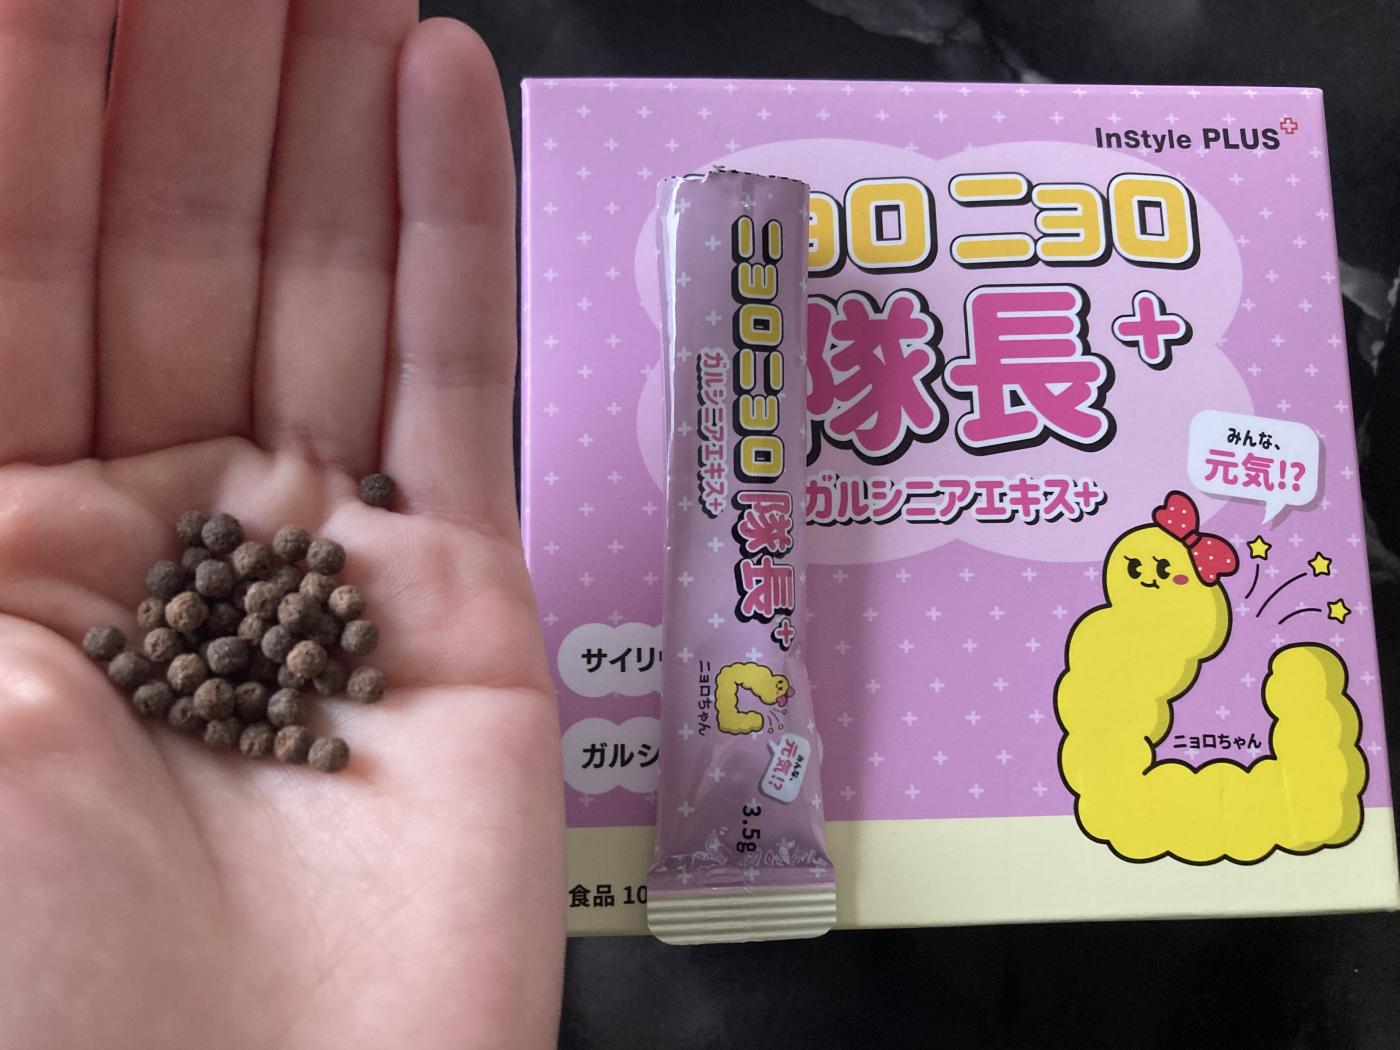 InStyle PLUS
ョロニョロ
隊長+
ガルシニアエキス+
みんな、
元気!?
ニョロちゃん
サイリ
ガルシ
食品 10
ニョロニョロ隊長+
ガルシニアエキス+
ニョロちゃん
みんな、
元気!?
3.5g